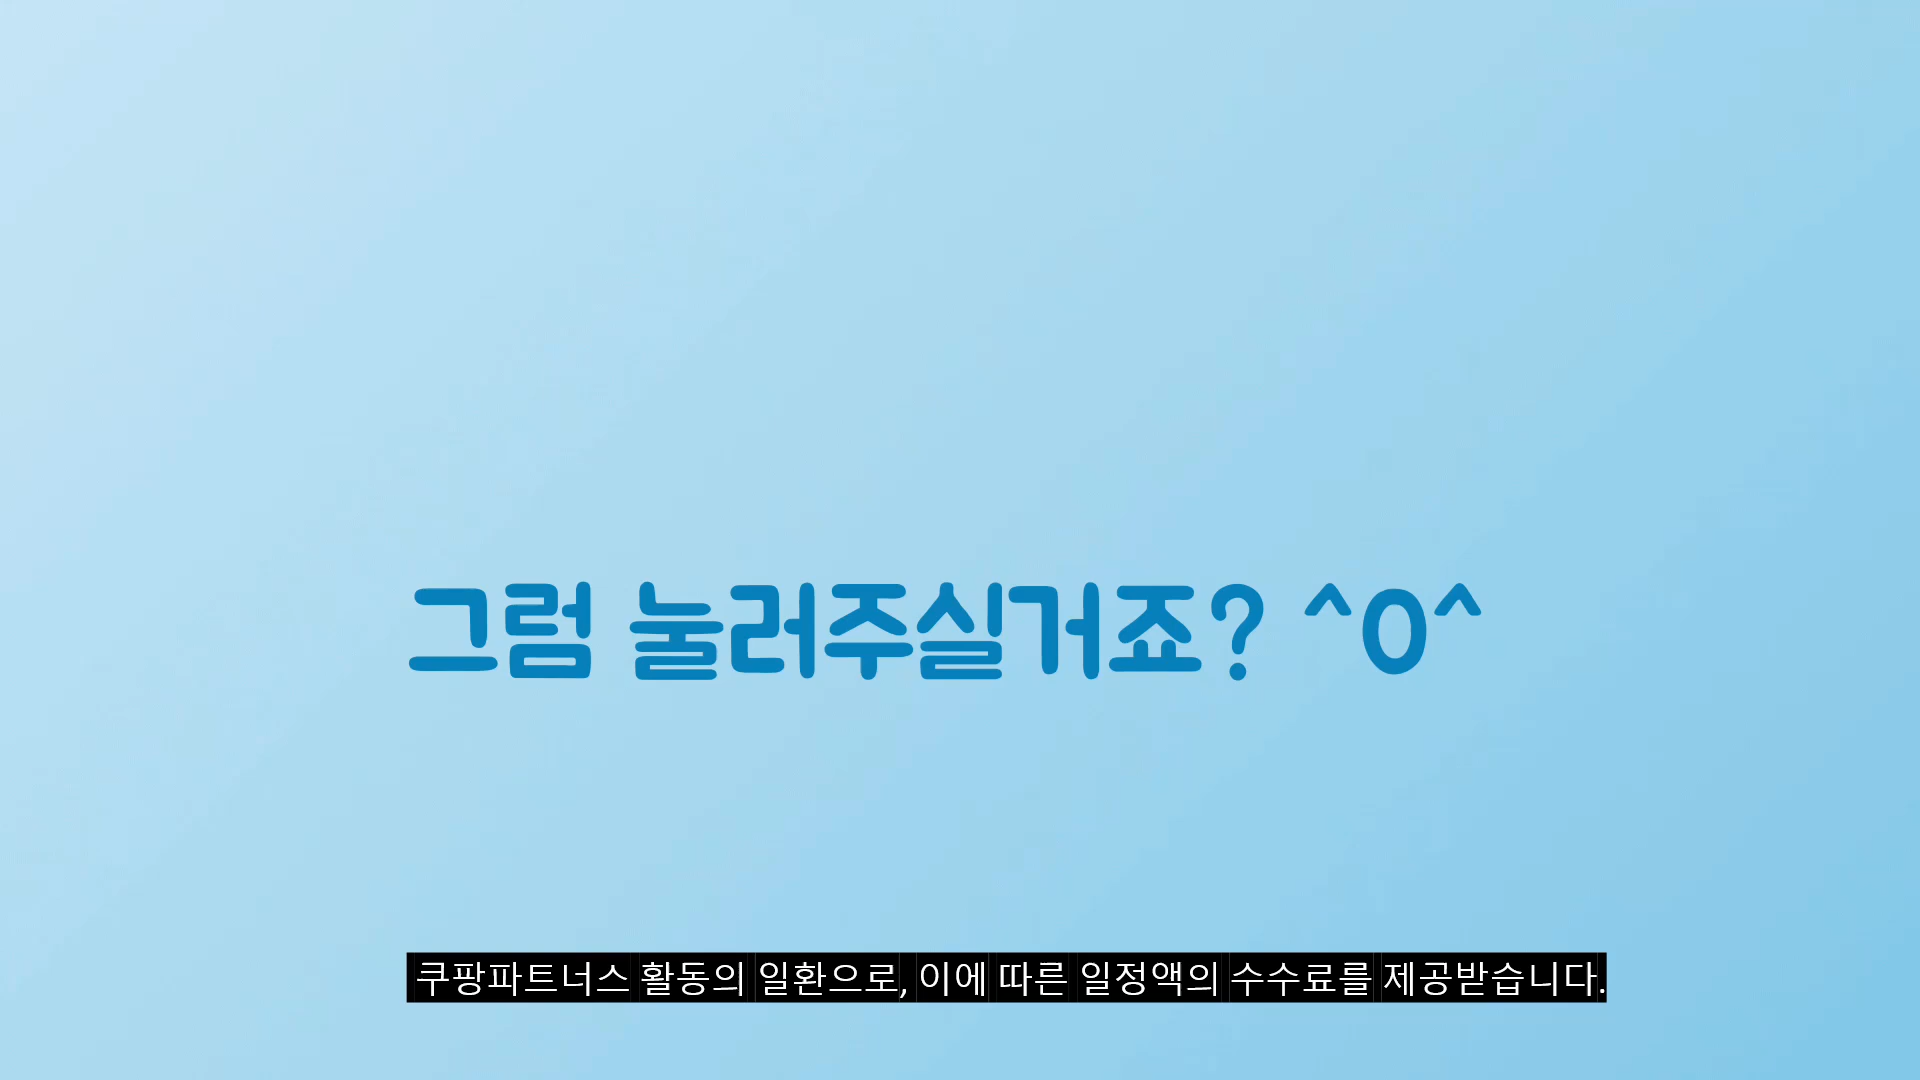 그럼 눌러주실거죠? ^0^
쿠팡파트너스 활동의 일환으로, 이에 따른 일정액의 수수료를 제공받습니다.